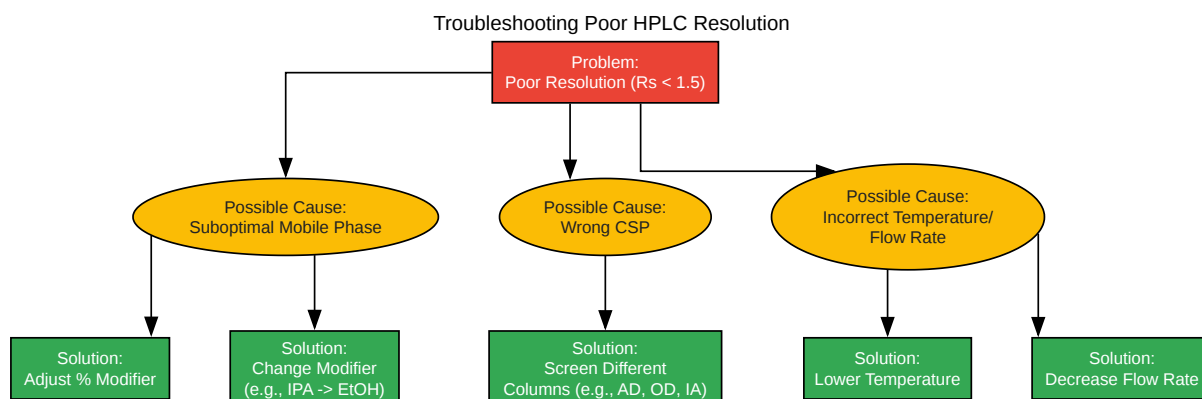 Troubleshooting Poor HPLC Resolution
Problem:
Poor Resolution (Rs < 1.5)
Possible Cause:
Suboptimal Mobile Phase
Possible Cause:
Wrong CSP
Possible Cause:
Incorrect Temperature/
Flow Rate
Solution:
Adjust % Modifier
Solution:
Change Modifier
(e.g., IPA -> EtOH)
Solution:
Screen Different
Columns (e.g., AD, OD, IA)
Solution:
Lower Temperature
Solution:
Decrease Flow Rate